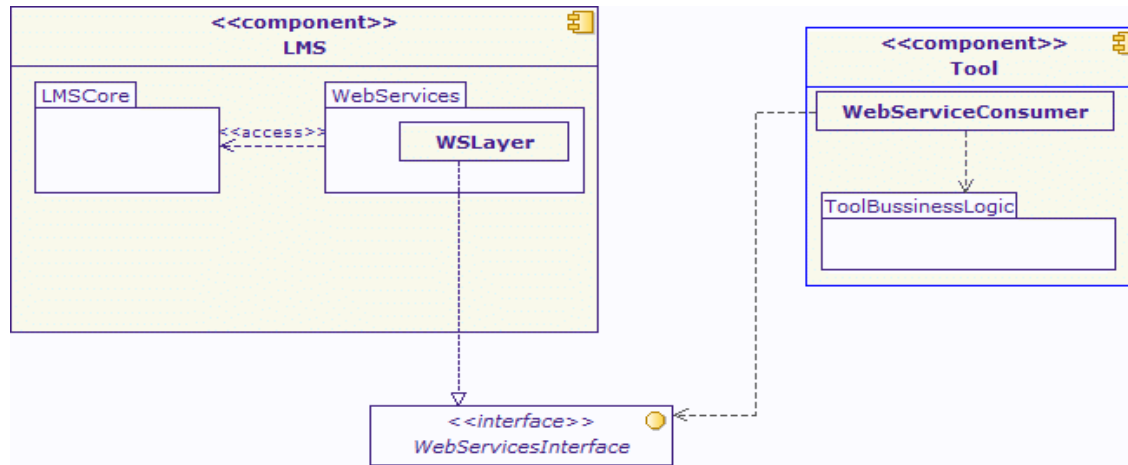 <<component>>
LMS
LMSCore
WebServices
<<access>>
WSLayer
<<component>>
Tool
WebServiceConsumer
ToolBussinessLogic
<<interface>>
WebServicesInterface